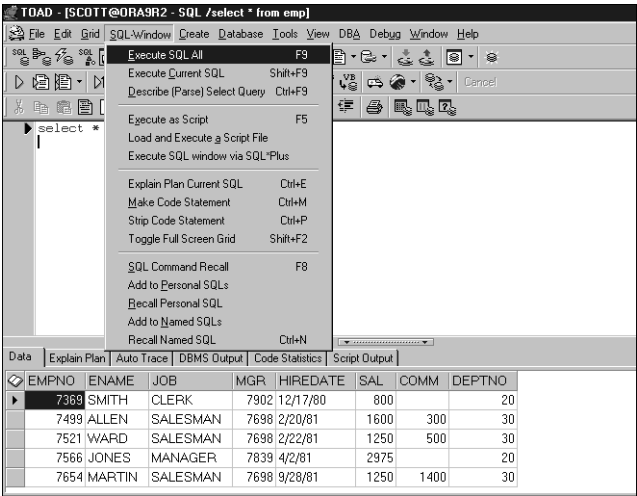 TOAD - [SCOTT@ORA9R2 - SQL /select * from emp]
File Edit Grid SQL-Window Create Database Tools View DBA Debug Window Help
SQL SQL
Execute SQL All F9
Execute Current SQL Shift+F9
Describe (Parse) Select Query Ctrl+F9
VB
Cancel
select *
Execute as Script F5
Load and Execute a Script File
Execute SQL window via SQL*Plus
Explain Plan Current SQL Ctrl+E
Make Code Statement Ctrl+M
Strip Code Statement Ctrl+P
Toggle Full Screen Grid Shift+F2
SQL Command Recall F8
Add to Personal SQLs
Recall Personal SQL
Add to Named SQLs
Recall Named SQL Ctrl+N
Data Explain Plan Auto Trace DBMS Output Code Statistics Script Output
EMPNO ENAME JOB MGR HIREDATE SAL COMM DEPTNO
7369 SMITH CLERK 7902 12/17/80 800 20
7499 ALLEN SALESMAN 7698 2/20/81 1600 300 30
7521 WARD SALESMAN 7698 2/22/81 1250 500 30
7566 JONES MANAGER 7839 4/2/81 2975 20
7654 MARTIN SALESMAN 7698 9/28/81 1250 1400 30